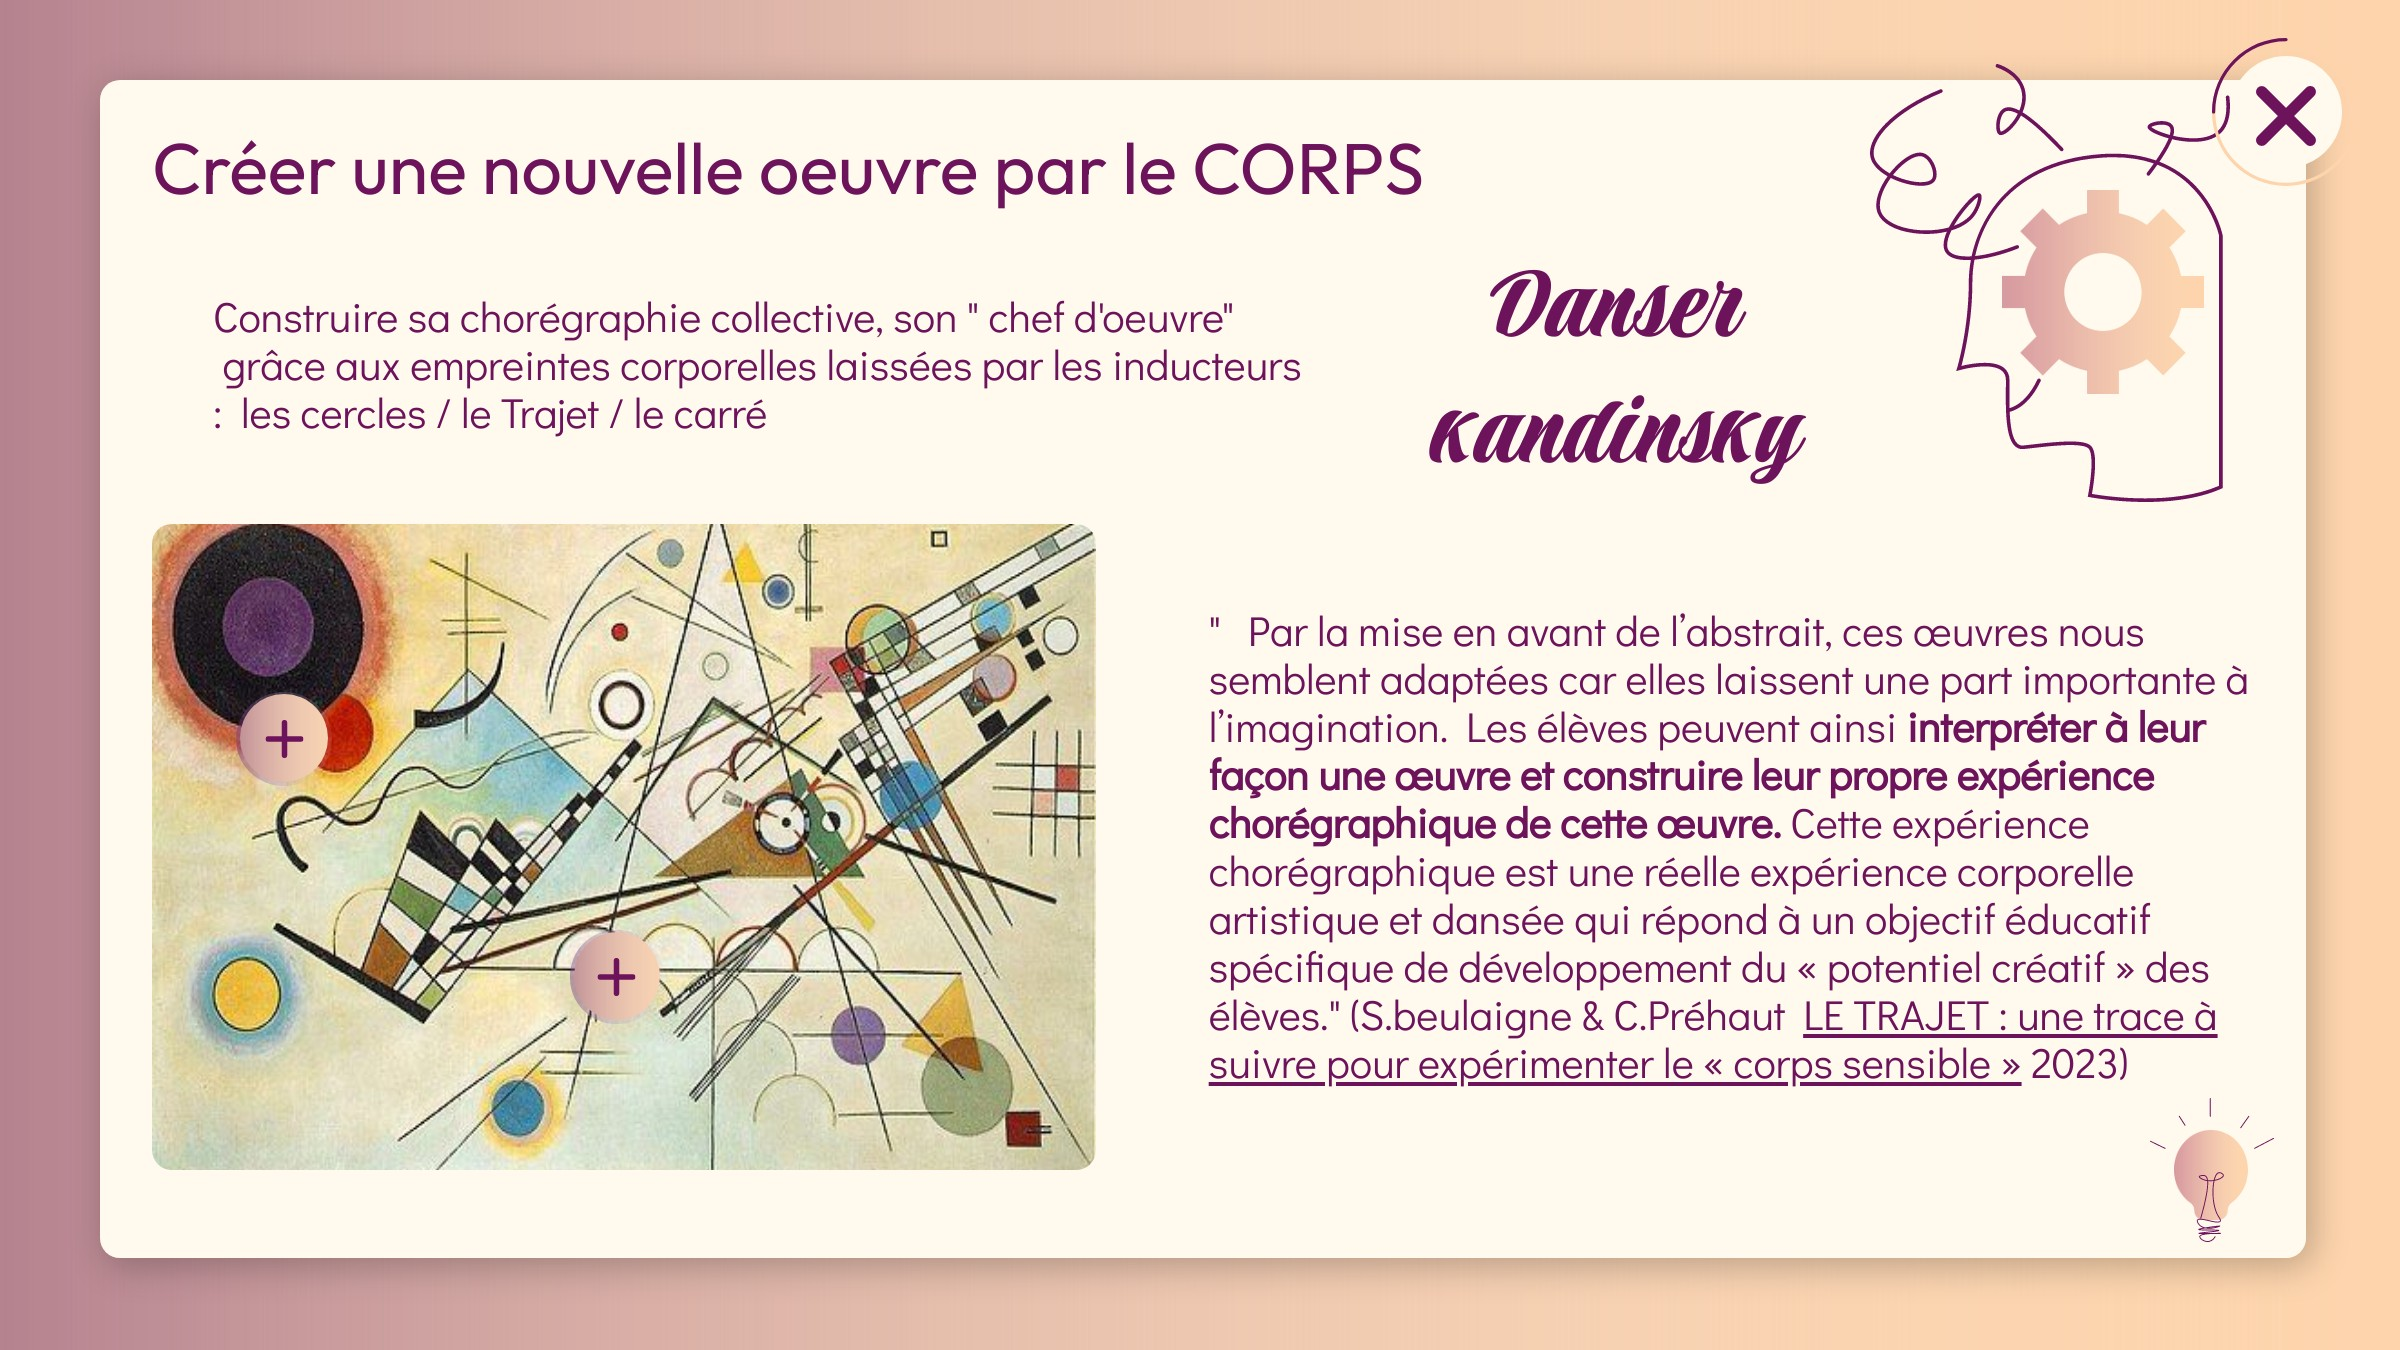 Créer une nouvelle oeuvre par le CORPS
Construire sa chorégraphie collective, son " chef d'oeuvre"
grâce aux empreintes corporelles laissées par les inducteurs
: les cercles / le Trajet / le carré
Danser
Kandinsky
" Par la mise en avant de l’abstrait, ces œuvres nous
semblent adaptées car elles laissent une part importante à
l’imagination. Les élèves peuvent ainsi interpréter à leur
façon une œuvre et construire leur propre expérience
chorégraphique de cette œuvre. Cette expérience
chorégraphique est une réelle expérience corporelle
artistique et dansée qui répond à un objectif éducatif
spécifique de développement du « potentiel créatif » des
élèves." (S.beulaigne & C.Préhaut LE TRAJET : une trace à
suivre pour expérimenter le « corps sensible » 2023)